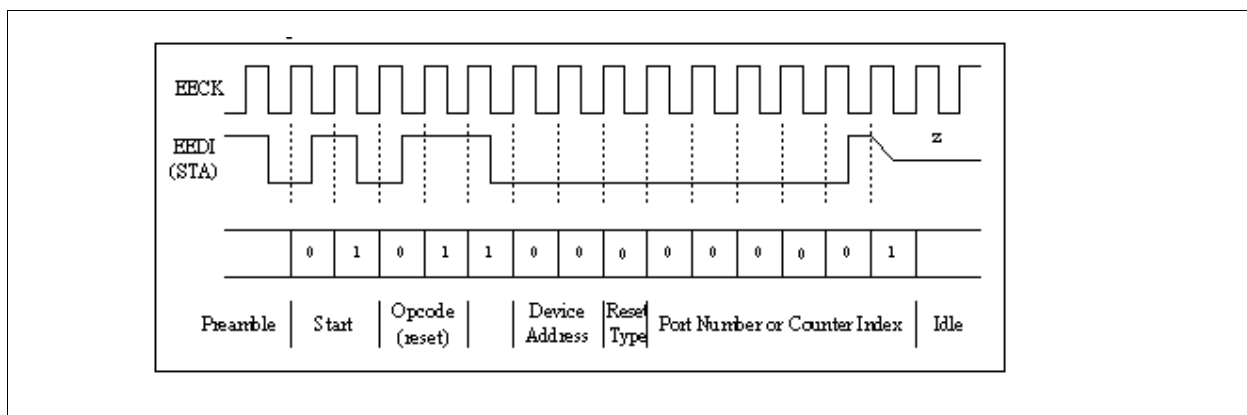 EECK
EEDI
(STA)
z
0 1 0 1 1 0 0 0 0 0 0 0 0 1
Preamble Start Opcode (reset) Device Address Reset Type Port Number or Counter Index Idle